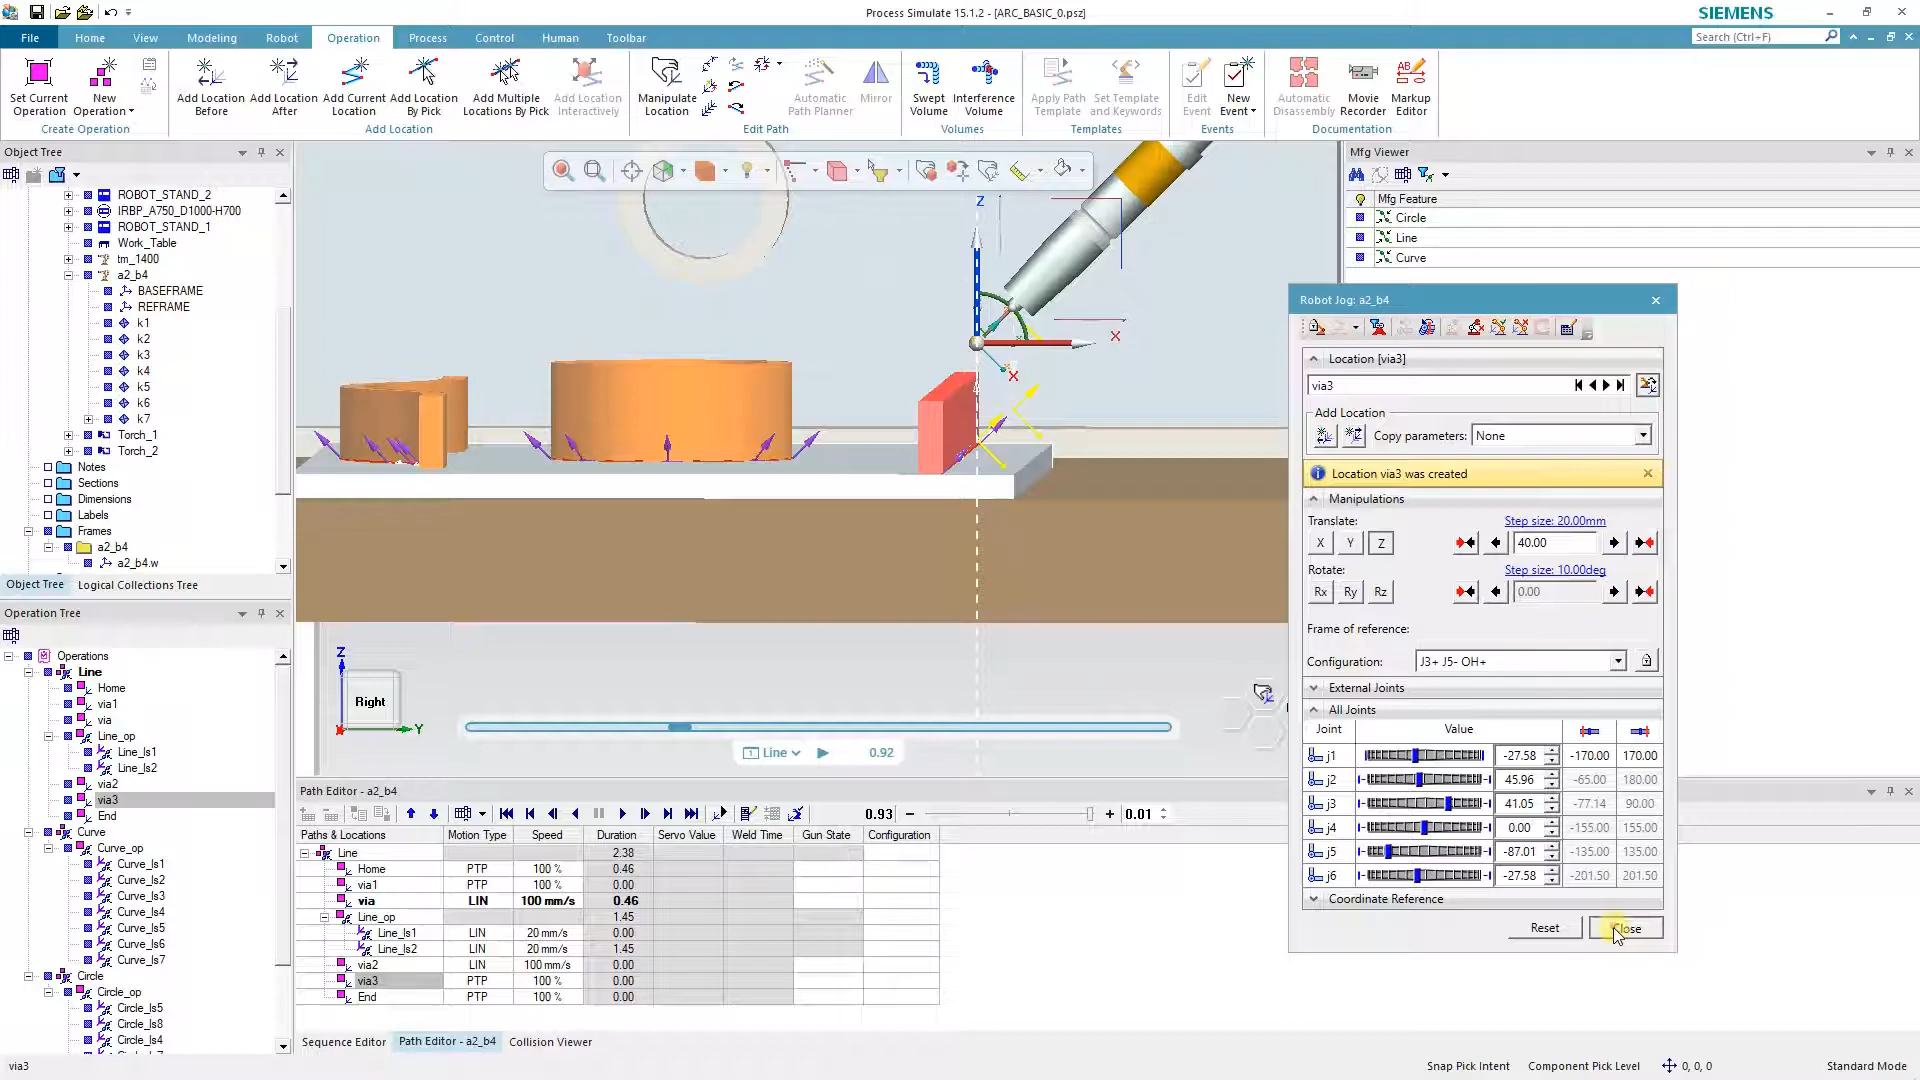 Process Simulate 15.1.2 - [ARC_BASIC_0.psz]
SIEMENS
File Home View Modeling Robot Operation Process Control Human Toolbar
Search (Ctrl+F)
Set Current Operation
New Operation
Create Operation
Add Location Before
Add Location After
Add Current Location
Add Location By Pick
Add Multiple Locations By Pick
Add Location Interactively
Add Location
Manipulate Location
Automatic Path Planner
Mirror
Edit Path
Swept Volume
Interference Volume
Volumes
Apply Path Template
Set Template and Keywords
Templates
Edit Event
New Event
Events
Automatic Disassembly
Movie Recorder
Markup Editor
Documentation
Object Tree
ROBOT_STAND_2
IRBP_A750_D1000-H700
ROBOT_STAND_1
Work_Table
tm_1400
a2_b4
BASEFRAME
REFRAME
k1
k2
k3
k4
k5
k6
k7
Torch_1
Torch_2
Notes
Sections
Dimensions
Labels
Frames
a2_b4
a2_b4.w
Object Tree Logical Collections Tree
Operation Tree
Operations
Line
Home
via1
via
Line_op
Line_ls1
Line_ls2
via2
via3
End
Curve
Curve_op
Curve_ls1
Curve_ls2
Curve_ls3
Curve_ls4
Curve_ls5
Curve_ls6
Curve_ls7
Circle
Circle_op
Circle_ls5
Circle_ls8
Circle_ls4
Z
X
X
Z
Right
X
Y
Line
0.92
Mfg Viewer
Mfg Feature
Circle
Line
Curve
Robot Jog: a2_b4
Location [via3]
via3
Add Location
Copy parameters: None
Location via3 was created
Manipulations
Translate: Step size: 20.00mm
X Y Z 40.00
Rotate: Step size: 10.00deg
Rx Ry Rz 0.00
Frame of reference:
Configuration: J3+ J5- OH+
External Joints
All Joints
Joint Value
j1 -27.58 -170.00 170.00
j2 45.96 -65.00 180.00
j3 41.05 -77.14 90.00
j4 0.00 -155.00 155.00
j5 -87.01 -135.00 135.00
j6 -27.58 -201.50 201.50
Coordinate Reference
Reset Close
Path Editor - a2_b4
0.93 0.01
Paths & Locations Motion Type Speed Duration Servo Value Weld Time Gun State Configuration
Line 2.38
Home PTP 100 % 0.46
via1 PTP 100 % 0.00
via LIN 100 mm/s 0.46
Line_op 1.45
Line_ls1 LIN 20 mm/s 0.00
Line_ls2 LIN 20 mm/s 1.45
via2 LIN 100 mm/s 0.00
via3 PTP 100 % 0.00
End PTP 100 % 0.00
Sequence Editor Path Editor - a2_b4 Collision Viewer
via3
Snap Pick Intent Component Pick Level 0, 0, 0 Standard Mode